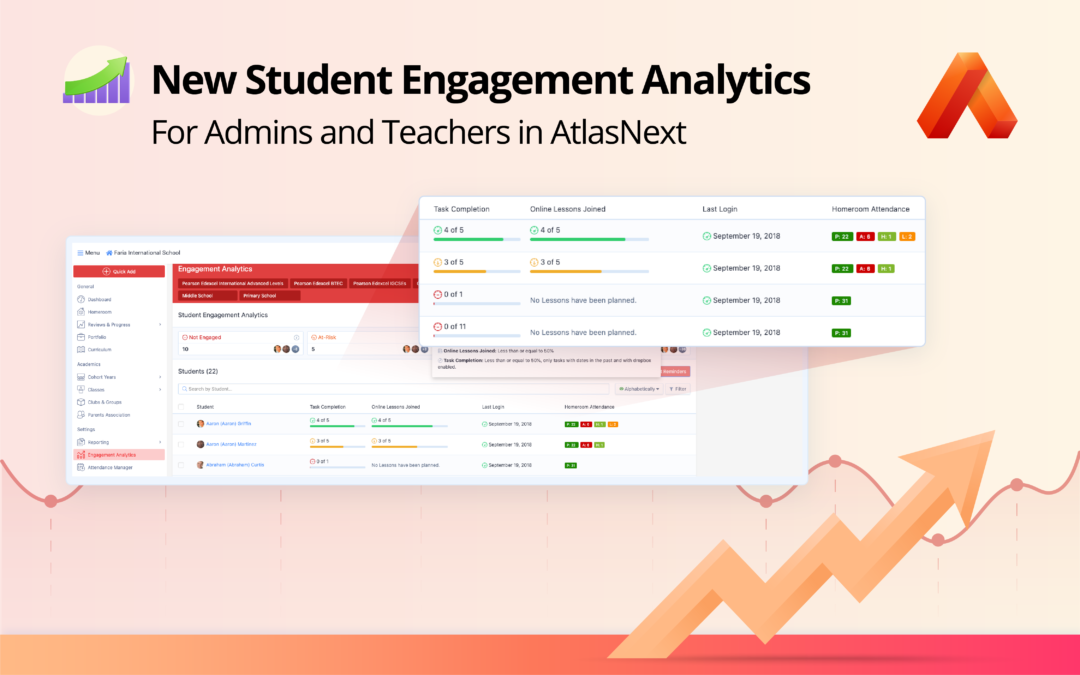 New Student Engagement Analytics
For Admins and Teachers in AtlasNext
Task Completion Online Lessons Joined Last Login Homeroom Attendance
4 of 5 4 of 5 September 19, 2018 P: 22 A: 6 H: 1 L: 2
3 of 5 3 of 5 September 19, 2018 P: 22 A: 6 H: 1
0 of 1 No Lessons have been planned. September 19, 2018 P: 31
0 of 11 No Lessons have been planned. September 19, 2018 P: 31
Menu Faria International School
Quick Add
General
Dashboard
Homeroom
Reviews & Progress
Portfolio
Curriculum
Academics
Cohort Years
Classes
Clubs & Groups
Parents Association
Settings
Reporting
Engagement Analytics
Attendance Manager
Engagement Analytics
Pearson Edexcel International Advanced Levels Pearson Edexcel BTEC Pearson Edexcel IGCSEs
Middle School Primary School
Student Engagement Analytics
Not Engaged At-Risk
10 5
Online Lessons Joined: Less than or equal to 50%
Task Completion: Less than or equal to 50%, only tasks with dates in the past and with dropbox
enabled.
Students (22) Reminders
Search by Student... Alphabetically Filter
Student Task Completion Online Lessons Joined Last Login Homeroom Attendance
Aaron (Aaron) Griffin 4 of 5 4 of 5 September 19, 2018 P: 22 A: 6 H: 1 L: 2
Aaron (Aaron) Martinez 3 of 5 3 of 5 September 19, 2018 P: 22 A: 6 H: 1
Abraham (Abraham) Curtis 0 of 1 No Lessons have been planned. September 19, 2018 P: 31